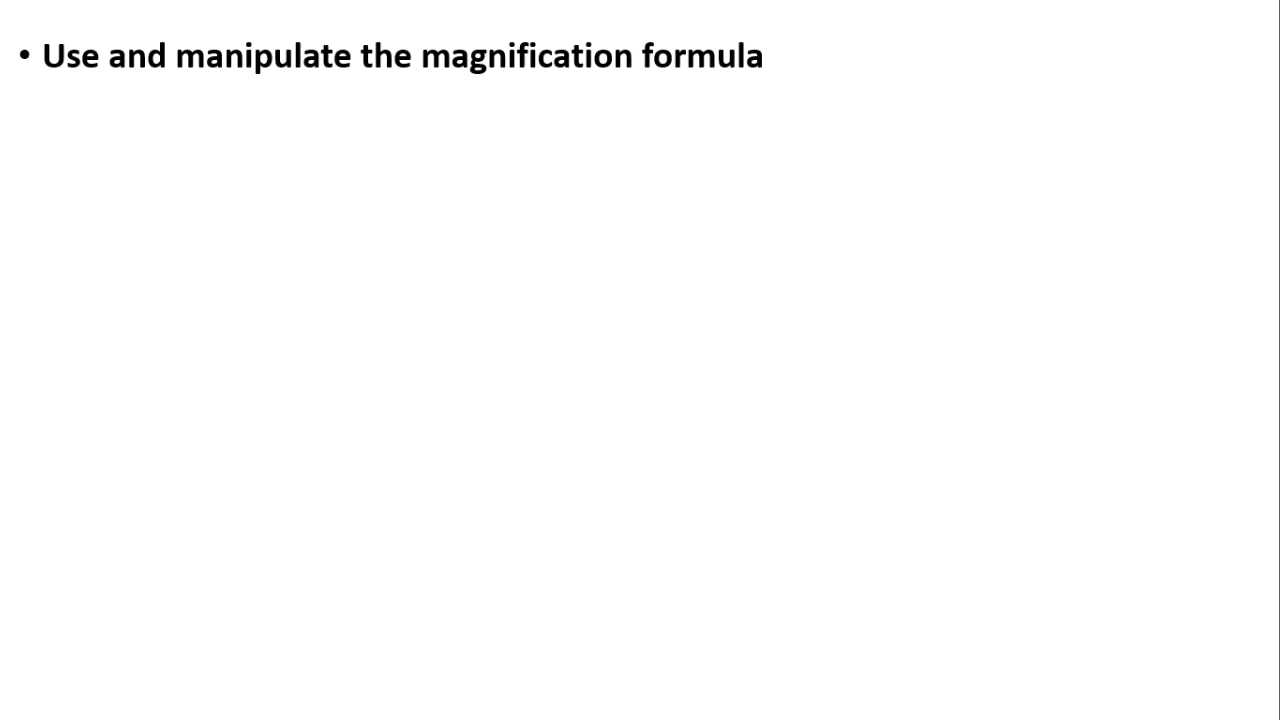 • Use and manipulate the magnification formula